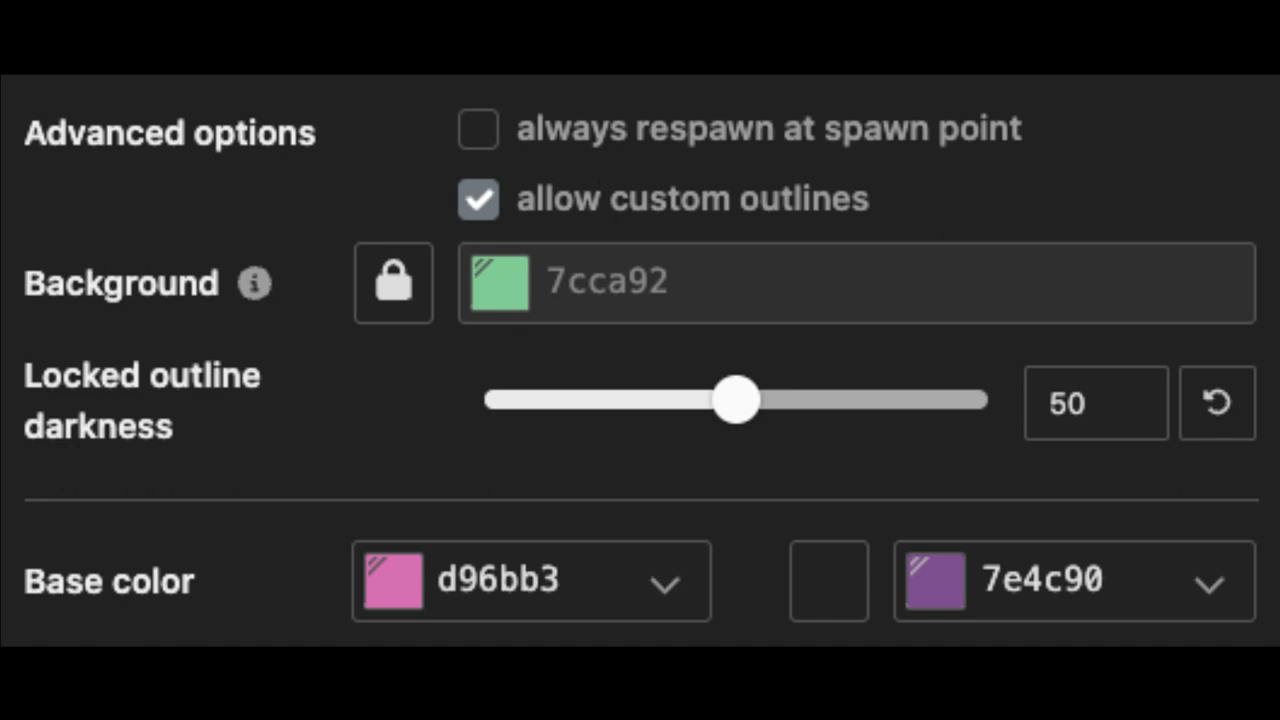 Advanced options
always respawn at spawn point
allow custom outlines
Background
7cca92
Locked outline
darkness
50
Base color
d96bb3
7e4c90